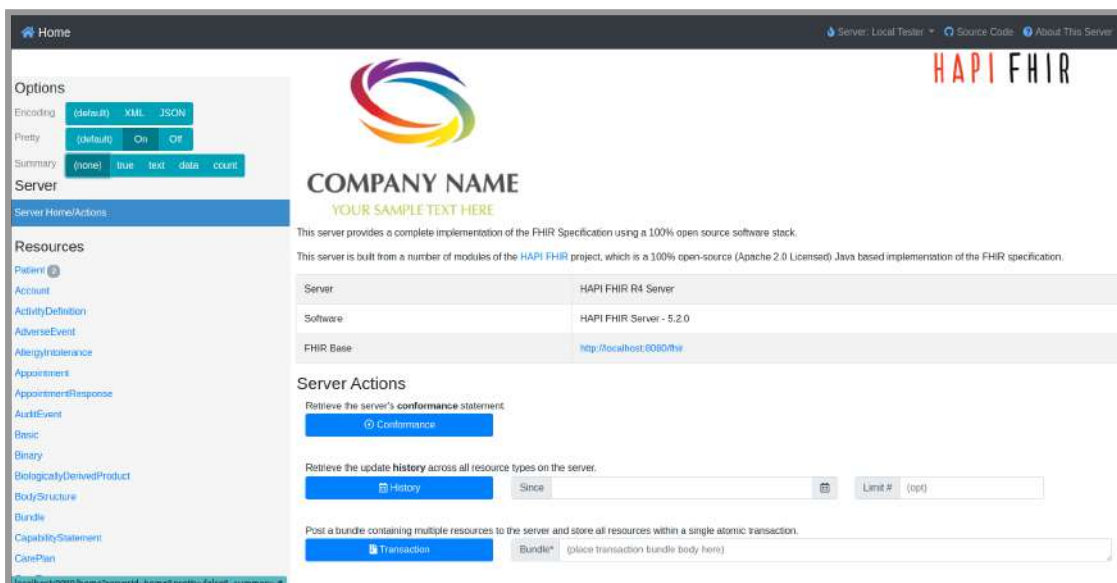 Home
Server: Local Tester Source Code About This Server
HAPI FHIR
Options
Encoding (default) XML JSON
Pretty (default) On Off
Summary (none) true text data count
Server
Server Home/Actions
Resources
Patient 2
Account
ActivityDefinition
AdverseEvent
AllergyIntolerance
Appointment
AppointmentResponse
AuditEvent
Basic
Binary
BiologicallyDerivedProduct
BodyStructure
Bundle
CapabilityStatement
CarePlan
COMPANY NAME
YOUR SAMPLE TEXT HERE
This server provides a complete implementation of the FHIR Specification using a 100% open source software stack.
This server is built from a number of modules of the HAPI FHIR project, which is a 100% open-source (Apache 2.0 Licensed) Java based implementation of the FHIR specification.
Server HAPI FHIR R4 Server
Software HAPI FHIR Server - 5.2.0
FHIR Base http://localhost:8080/fhir
Server Actions
Retrieve the server's conformance statement.
Conformance
Retrieve the update history across all resource types on the server.
History Since Limit # (opt)
Post a bundle containing multiple resources to the server and store all resources within a single atomic transaction.
Transaction Bundle* (place transaction bundle body here)